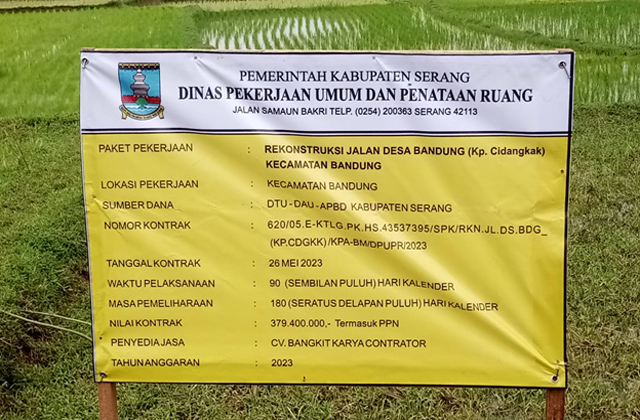 PEMERINTAH KABUPATEN SERANG
DINAS PEKERJAAN UMUM DAN PENATAAN RUANG
JALAN SAMAUN BAKRI TELP. (0254) 200363 SERANG 42113
PAKET PEKERJAAN : REKONSTRUKSI JALAN DESA BANDUNG (Kp. Cidangkak)
KECAMATAN BANDUNG
LOKASI PEKERJAAN : KECAMATAN BANDUNG
SUMBER DANA : DTU-DAU-APBD KABUPATEN SERANG
NOMOR KONTRAK : 620/05.E-KTLG.PK.HS.43537395/SPK/RKN.JL.DS.BDG_
(KP.CDGKK)/KPA-BM/DPUPR/2023
TANGGAL KONTRAK : 26 MEI 2023
WAKTU PELAKSANAAN : 90 (SEMBILAN PULUH) HARI KALENDER
MASA PEMELIHARAAN : 180 (SERATUS DELAPAN PULUH) HARI KALENDER
NILAI KONTRAK : 379.400.000,- Termasuk PPN
PENYEDIA JASA : CV. BANGKIT KARYA CONTRATOR
TAHUN ANGGARAN : 2023